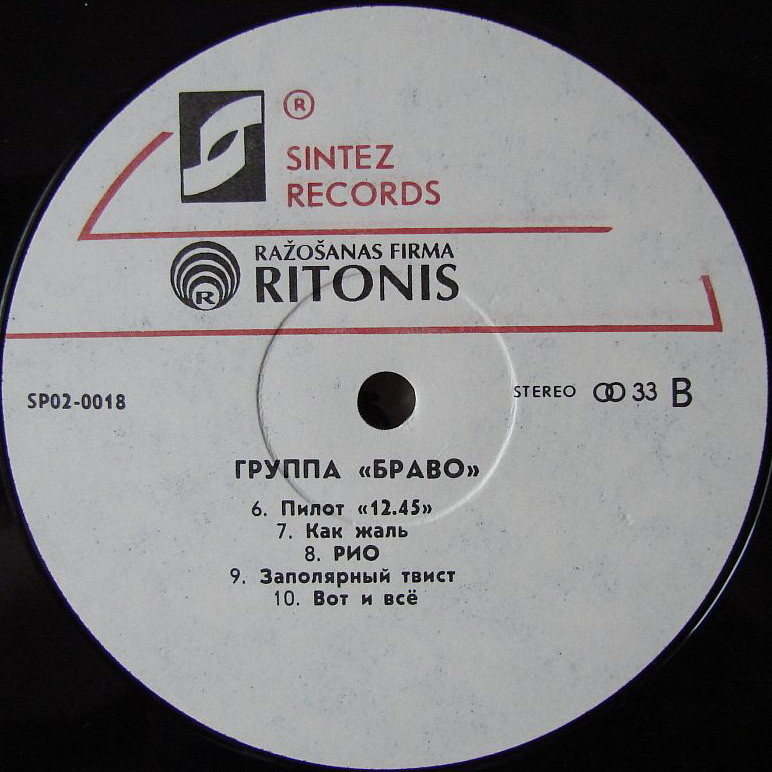 ®
SINTEZ
RECORDS
RAŽOŠANAS FIRMA
RITONIS
R
SP02-0018
STEREO 33 B
ГРУППА «БРАВО»
6. Пилот «12.45»
7. Как жаль
8. РИО
9. Заполярный твист
10. Вот и всё